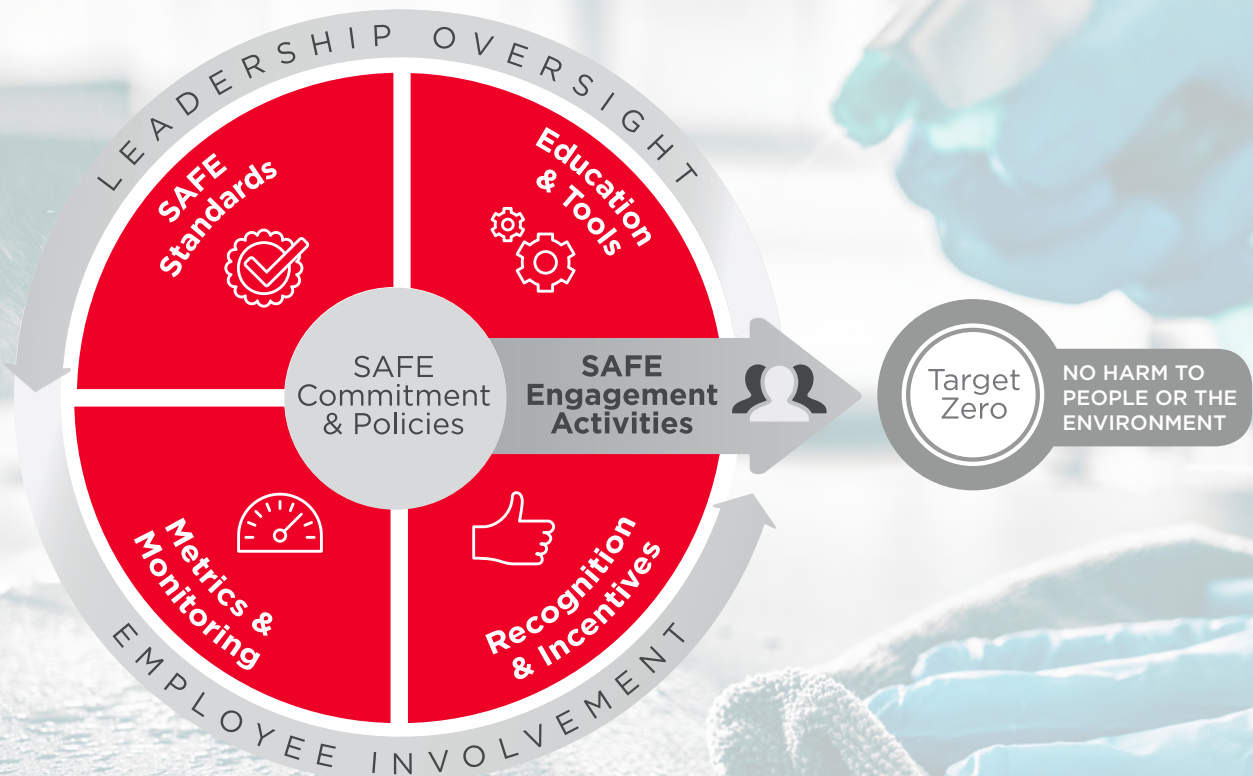 LEADERSHIP OVERSIGHT
SAFE
Standards
Education
& Tools
SAFE
Commitment
& Policies
SAFE
Engagement
Activities
Target
Zero
NO HARM TO
PEOPLE OR THE
ENVIRONMENT
Metrics &
Monitoring
Recognition
& Incentives
EMPLOYEE INVOLVEMENT